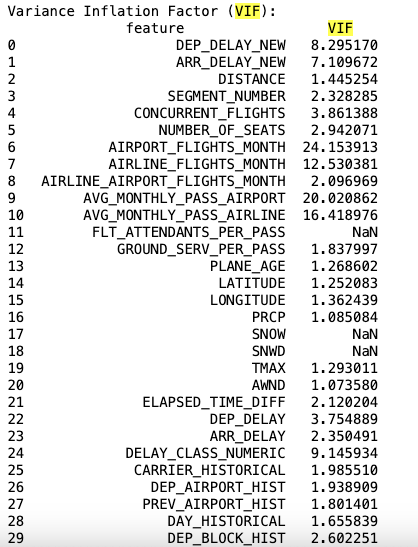 Variance Inflation Factor (VIF):
feature VIF
0 DEP_DELAY_NEW 8.295170
1 ARR_DELAY_NEW 7.109672
2 DISTANCE 1.445254
3 SEGMENT_NUMBER 2.328285
4 CONCURRENT_FLIGHTS 3.861388
5 NUMBER_OF_SEATS 2.942071
6 AIRPORT_FLIGHTS_MONTH 24.153913
7 AIRLINE_FLIGHTS_MONTH 12.530381
8 AIRLINE_AIRPORT_FLIGHTS_MONTH 2.096969
9 AVG_MONTHLY_PASS_AIRPORT 20.020862
10 AVG_MONTHLY_PASS_AIRLINE 16.418976
11 FLT_ATTENDANTS_PER_PASS NaN
12 GROUND_SERV_PER_PASS 1.837997
13 PLANE_AGE 1.268602
14 LATITUDE 1.252083
15 LONGITUDE 1.362439
16 PRCP 1.085084
17 SNOW NaN
18 SNWD NaN
19 TMAX 1.293011
20 AWND 1.073580
21 ELAPSED_TIME_DIFF 2.120204
22 DEP_DELAY 3.754889
23 ARR_DELAY 2.350491
24 DELAY_CLASS_NUMERIC 9.145934
25 CARRIER_HISTORICAL 1.985510
26 DEP_AIRPORT_HIST 1.938909
27 PREV_AIRPORT_HIST 1.801401
28 DAY_HISTORICAL 1.655839
29 DEP_BLOCK_HIST 2.602251